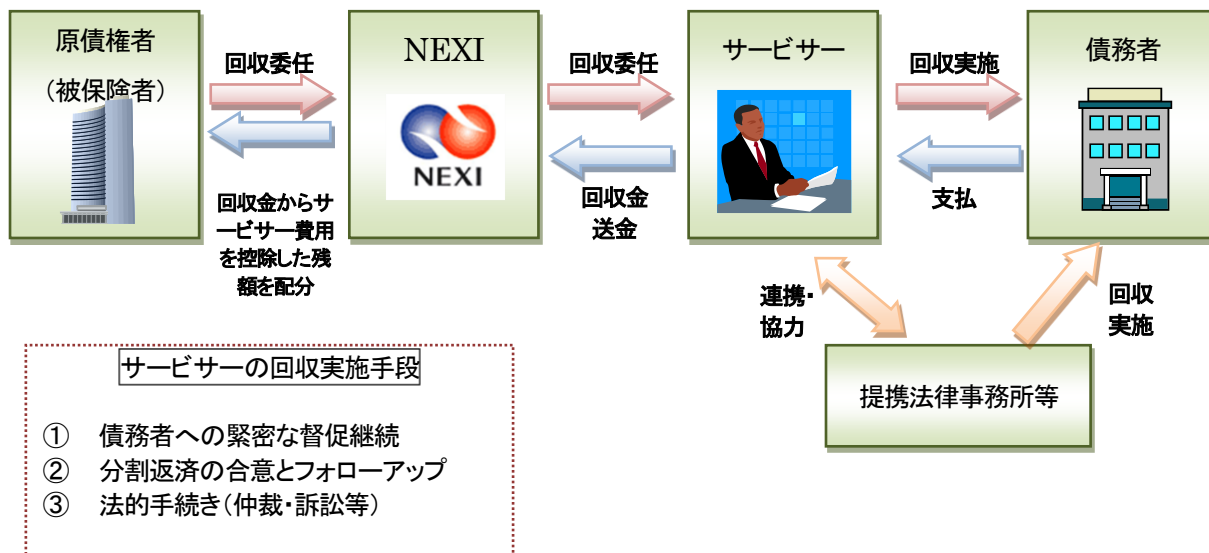 原債権者
（被保険者）
回収委任
回収金からサ
ービサー費用
を控除した残
額を配分
NEXI
NEXI
回収委任
回収金
送金
サービサー
回収実施
支払
債務者
連携・
協力
回収
実施
提携法律事務所等
サービサーの回収実施手段
① 債務者への緊密な督促継続
② 分割返済の合意とフォローアップ
③ 法的手続き（仲裁・訴訟等）